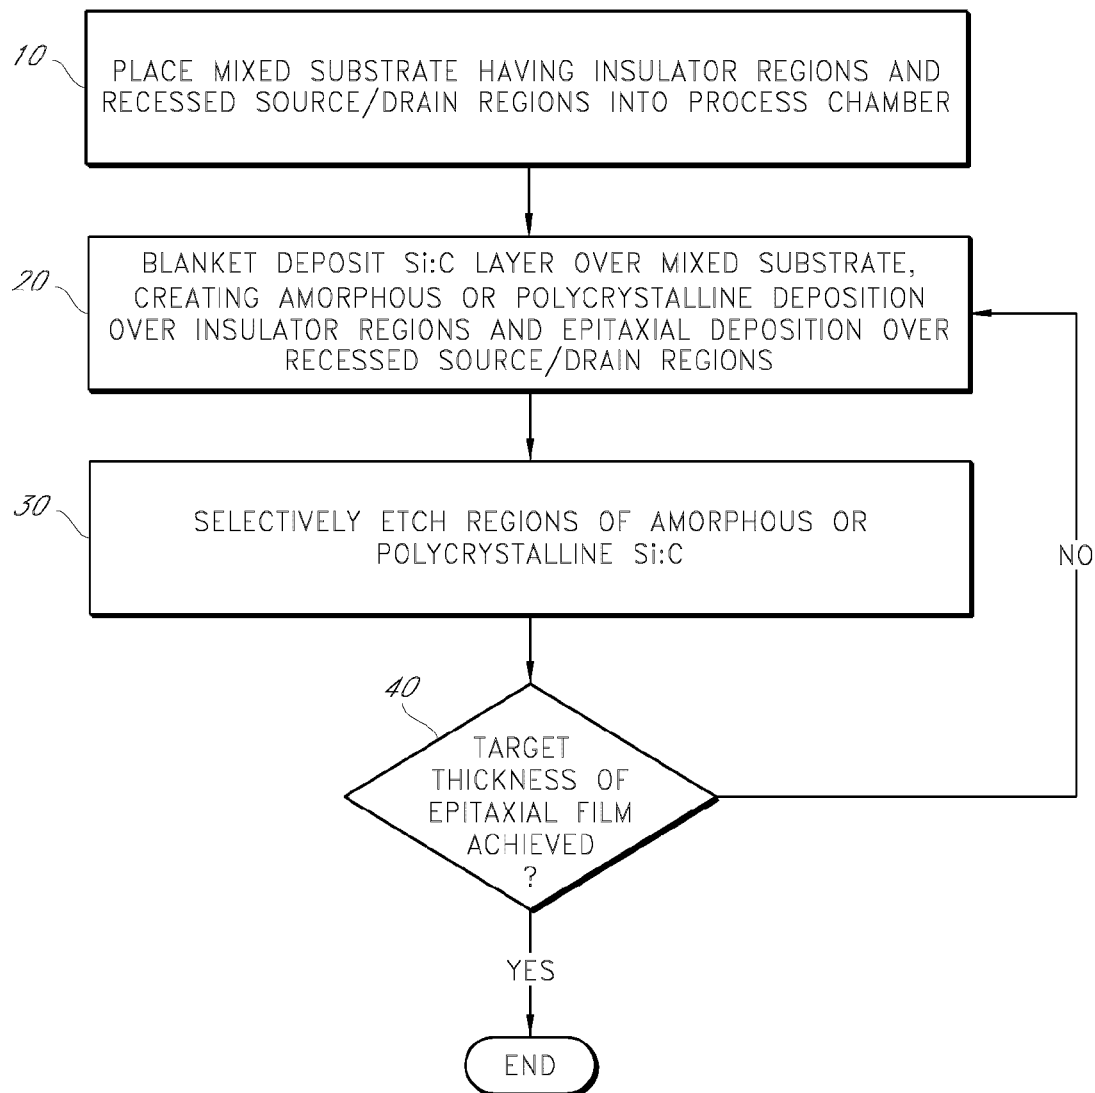 10
PLACE MIXED SUBSTRATE HAVING INSULATOR REGIONS AND
RECESSED SOURCE/DRAIN REGIONS INTO PROCESS CHAMBER
20
BLANKET DEPOSIT Si:C LAYER OVER MIXED SUBSTRATE,
CREATING AMORPHOUS OR POLYCRYSTALLINE DEPOSITION
OVER INSULATOR REGIONS AND EPITAXIAL DEPOSITION OVER
RECESSED SOURCE/DRAIN REGIONS
30
SELECTIVELY ETCH REGIONS OF AMORPHOUS OR
POLYCRYSTALLINE Si:C
NO
40
TARGET
THICKNESS OF
EPITAXIAL FILM
ACHIEVED
?
YES
END